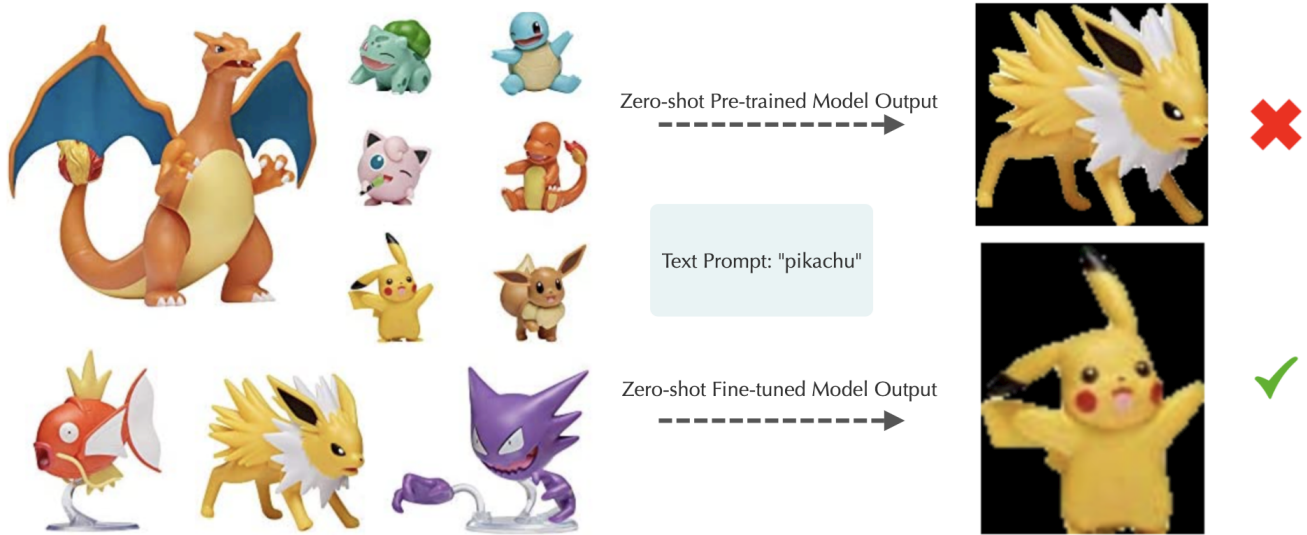 Zero-shot Pre-trained Model Output
Text Prompt: "pikachu"
Zero-shot Fine-tuned Model Output